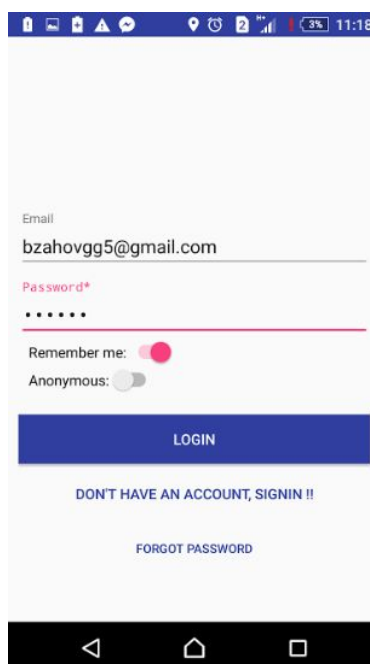 2 H+ 3% 11:18
Email
bzahovgg5@gmail.com
Password*
••••••
Remember me:
Anonymous:
LOGIN
DON'T HAVE AN ACCOUNT, SIGNIN !!
FORGOT PASSWORD